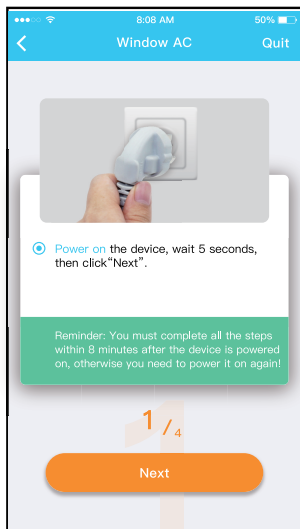 8:08 AM
50%
Window AC
Quit
Power on the device, wait 5 seconds,
then click“Next”.
Reminder: You must complete all the steps
within 8 minutes after the device is powered
on, otherwise you need to power it on again!
1/4
Next